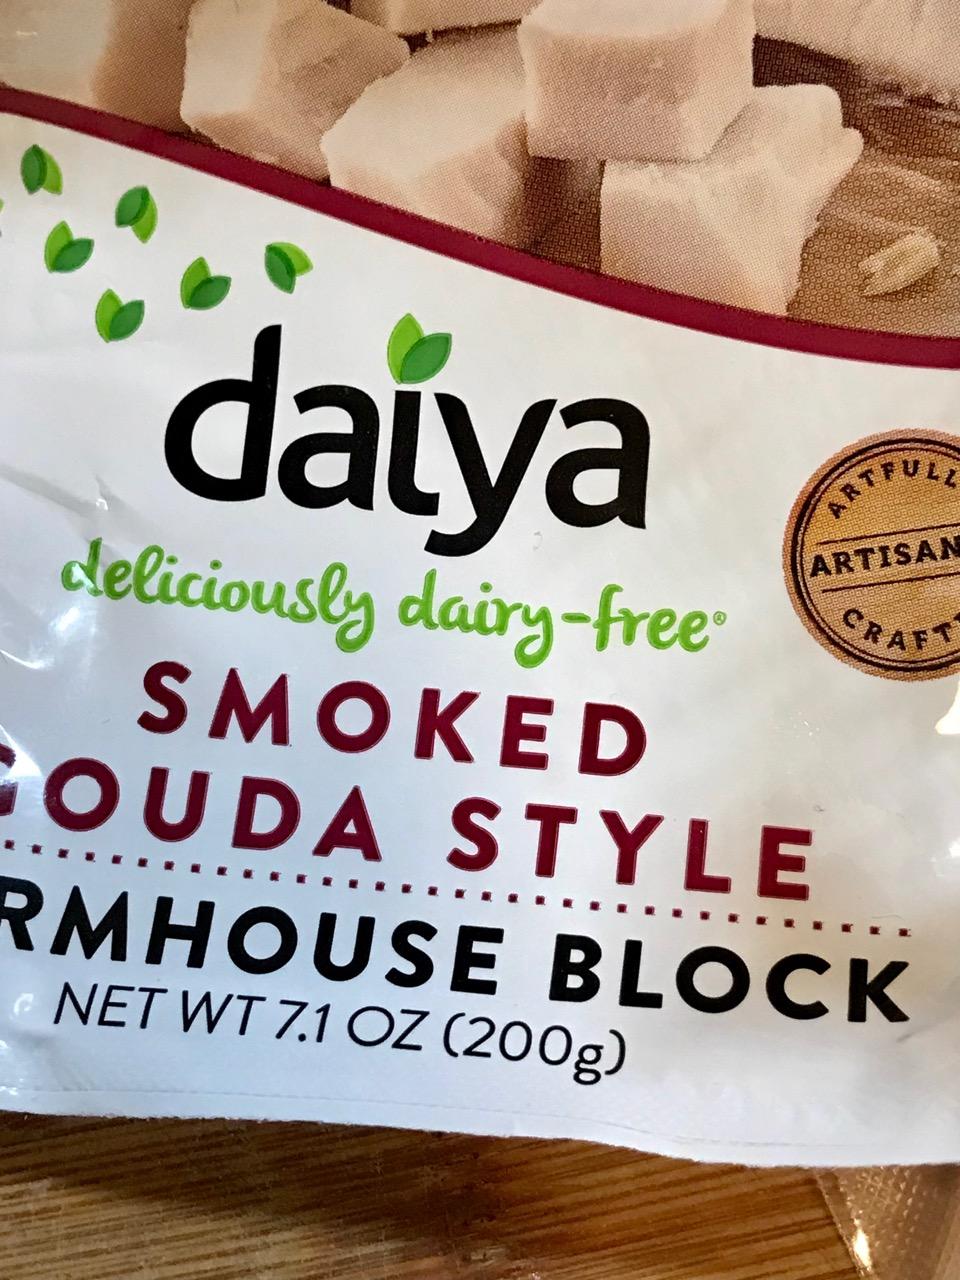 daiya
deliciously dairy-free®
ARTFULL
ARTISAN
CRAFT
SMOKED
OUDA STYLE
RMHOUSE BLOCK
NET WT 7.1 OZ (200g)